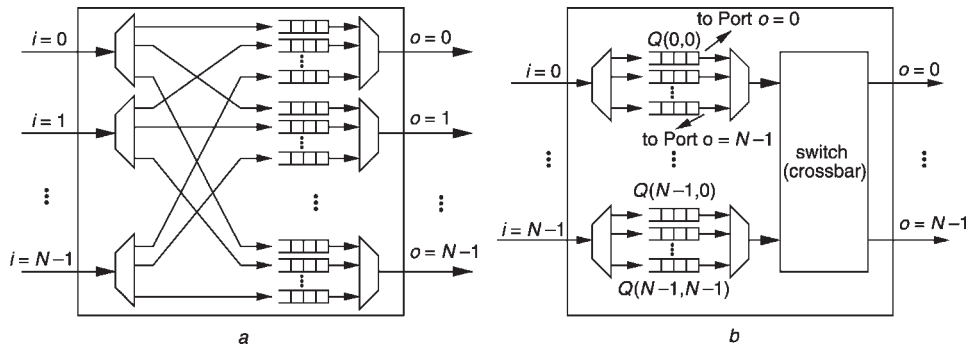 i=0
i=1
i=N−1
o=0
o=1
o=N−1
a
to Port o=0
Q(0,0)
i=0
o=0
to Port o=N−1
switch
(crossbar)
Q(N−1,0)
i=N−1
o=N−1
Q(N−1,N−1)
b